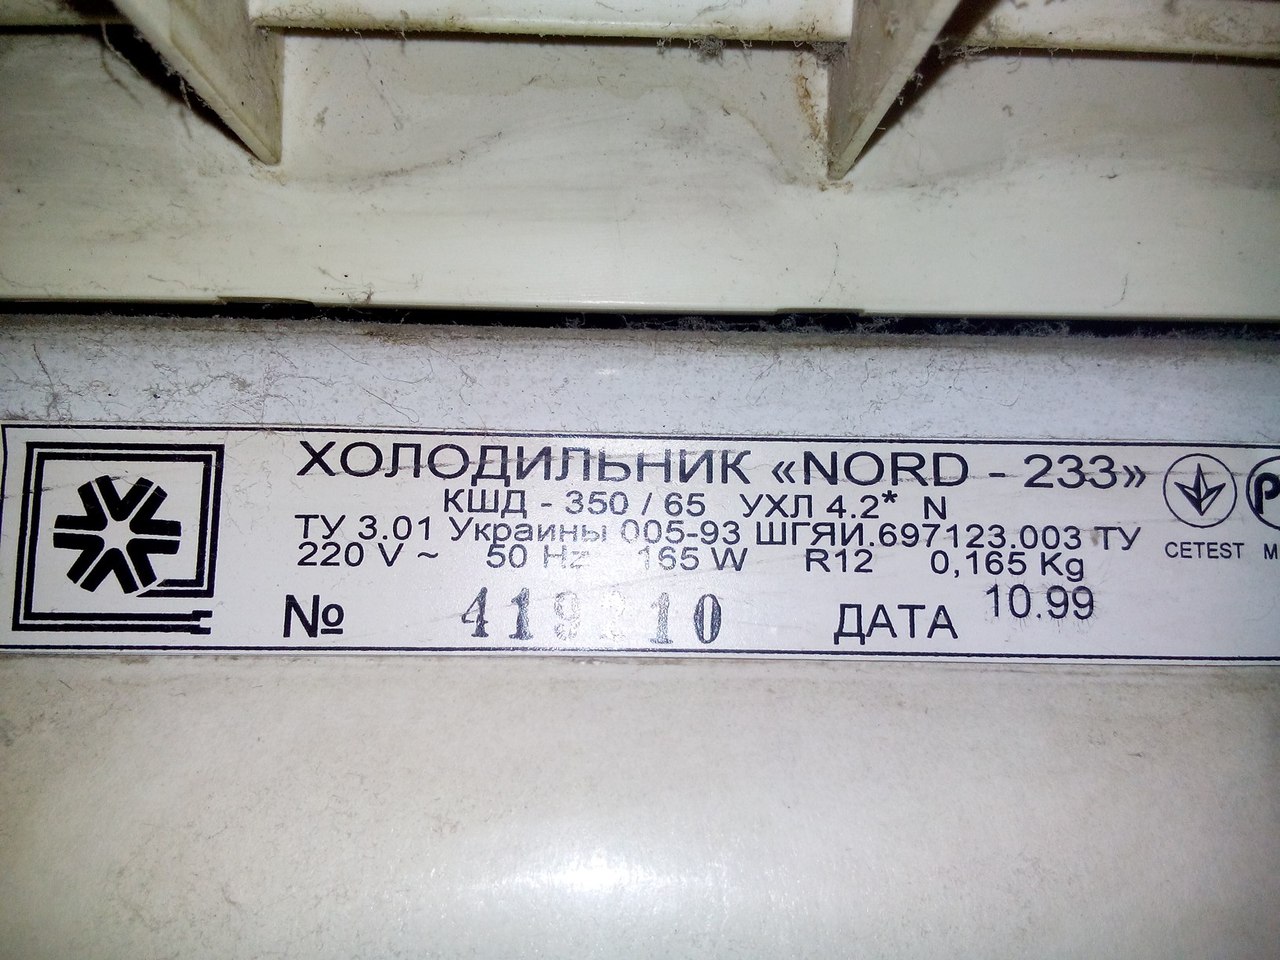 ХОЛОДИЛЬНИК «NORD - 233»
КШД - 350 / 65 УХЛ 4.2* N
ТУ 3.01 Украины 005-93 ШГЯИ.697123.003 ТУ
220 V ~ 50 Hz 165 W R12 0,165 Kg
№ ДАТА 10.99
CETEST